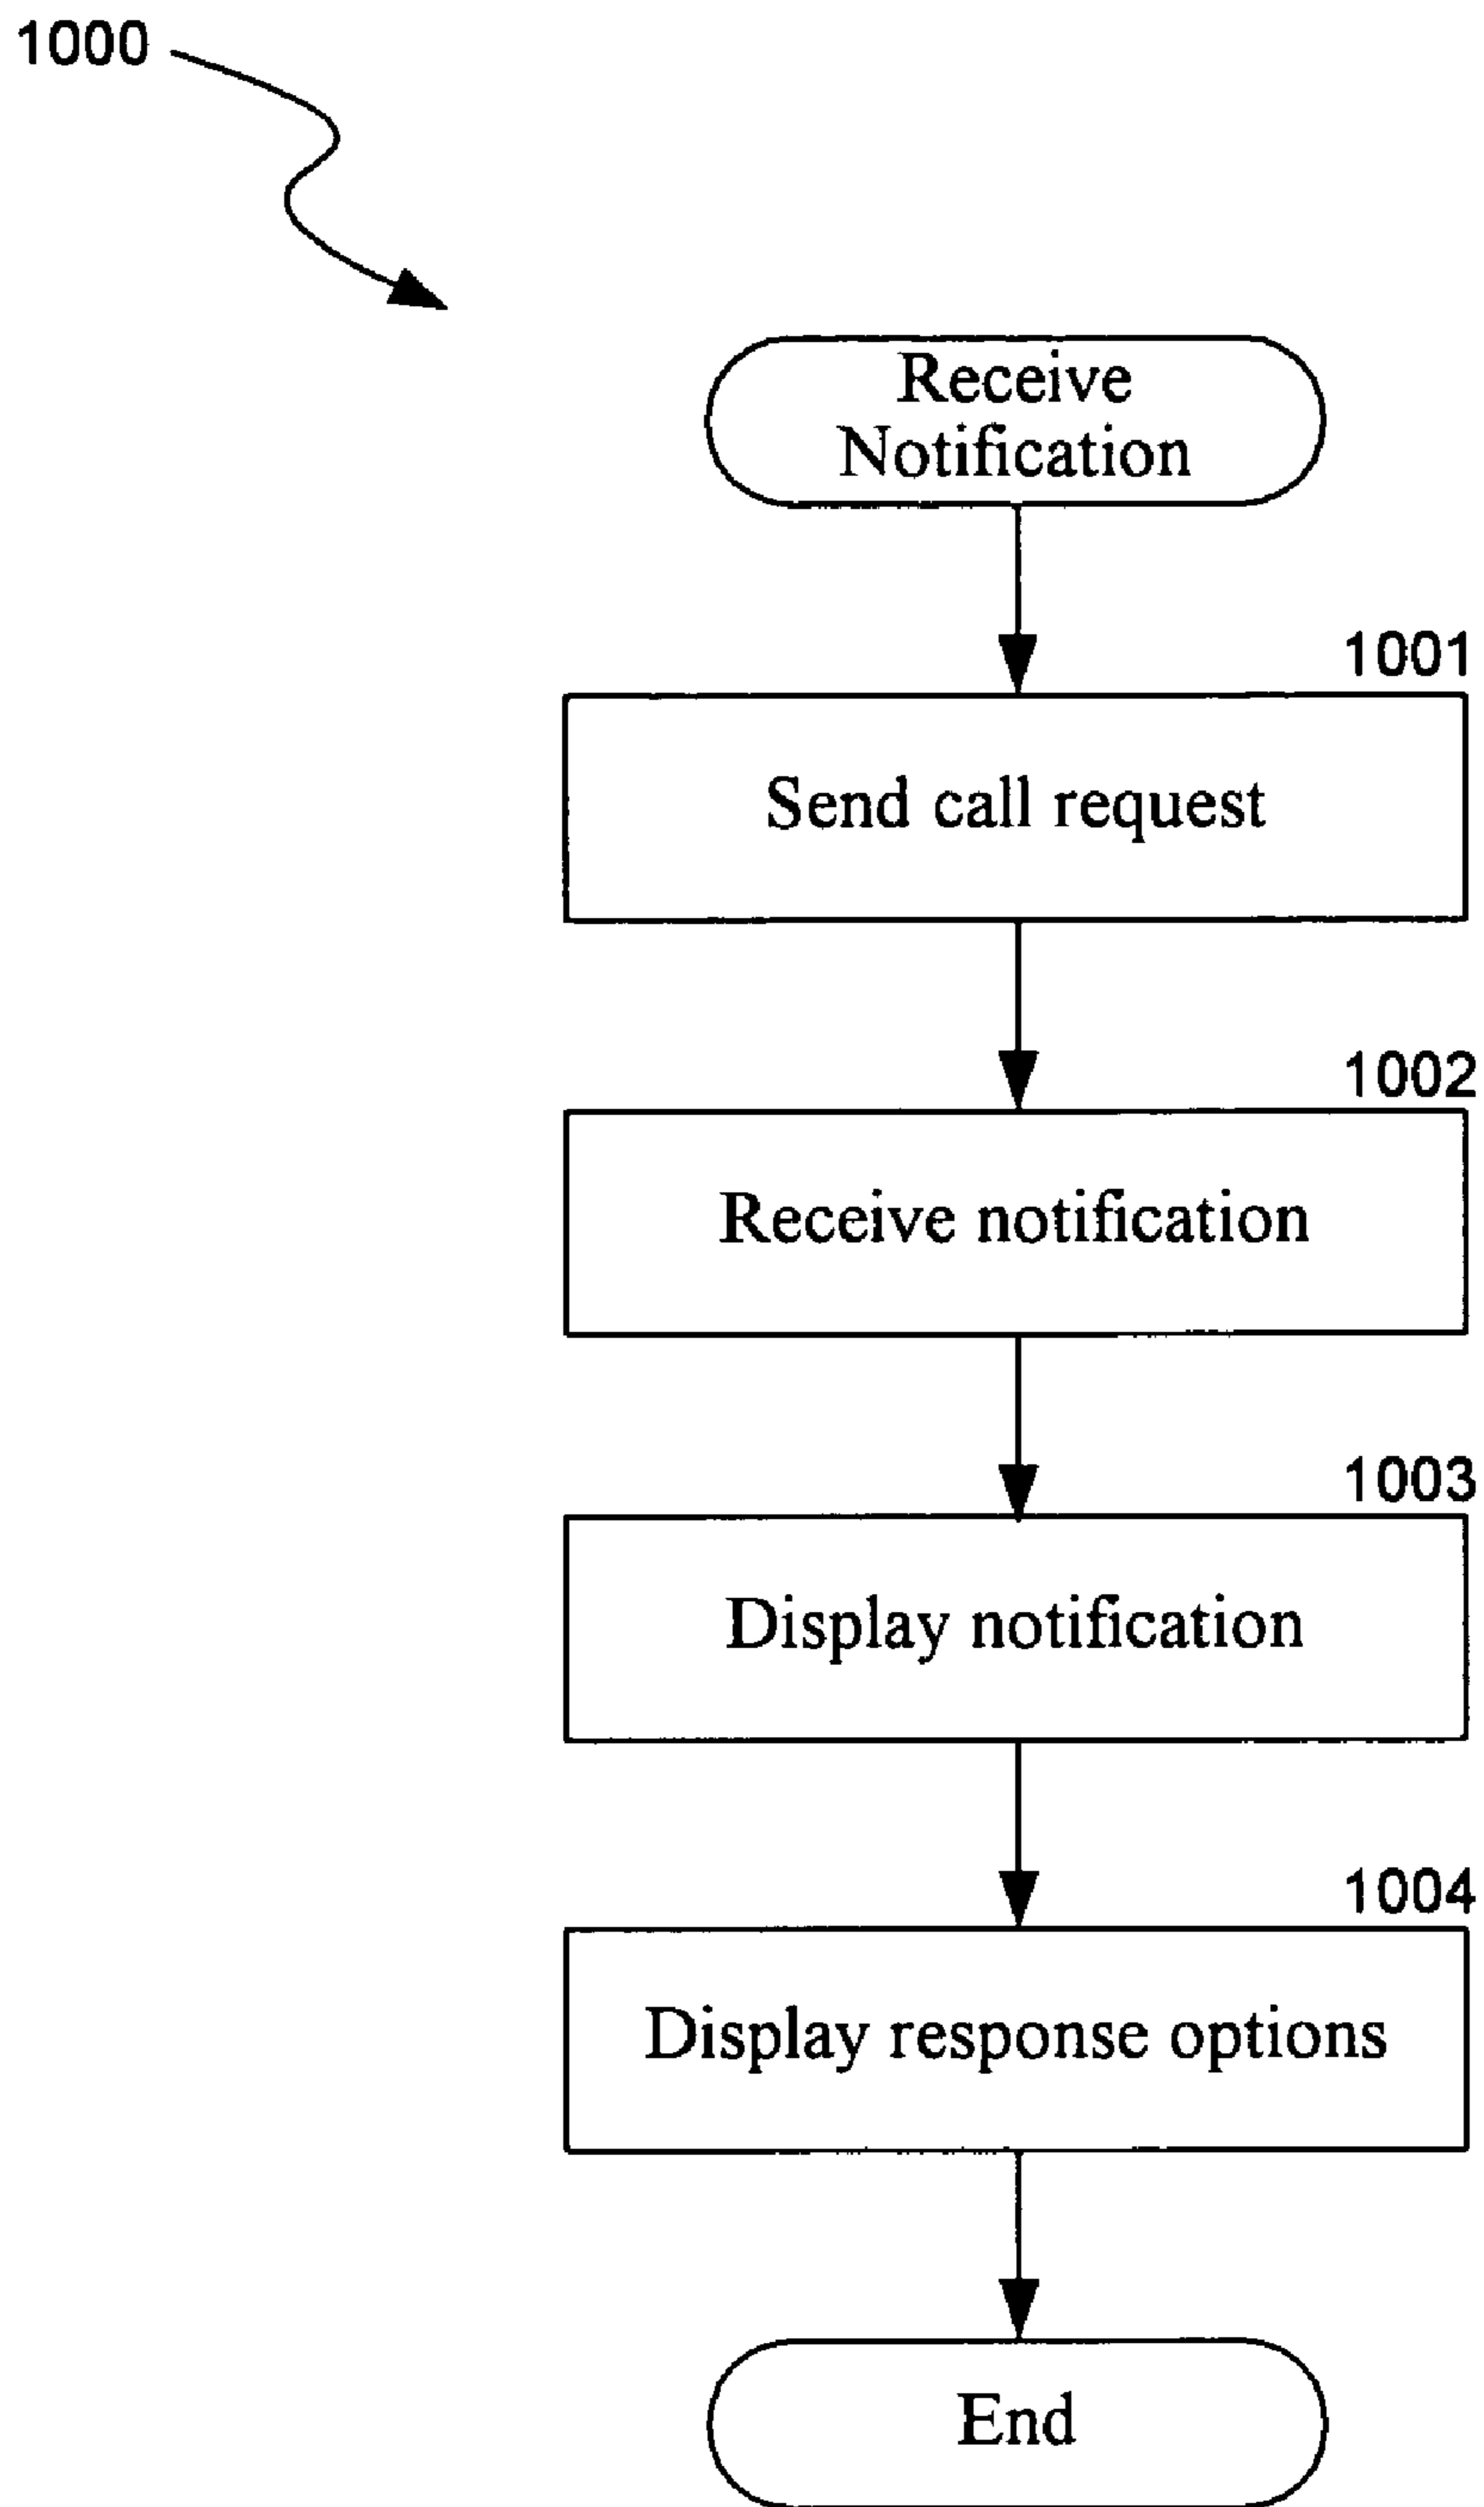 1000
Receive
Notification
1001
Send call request
1002
Receive notification
1003
Display notification
1004
Display response options
End